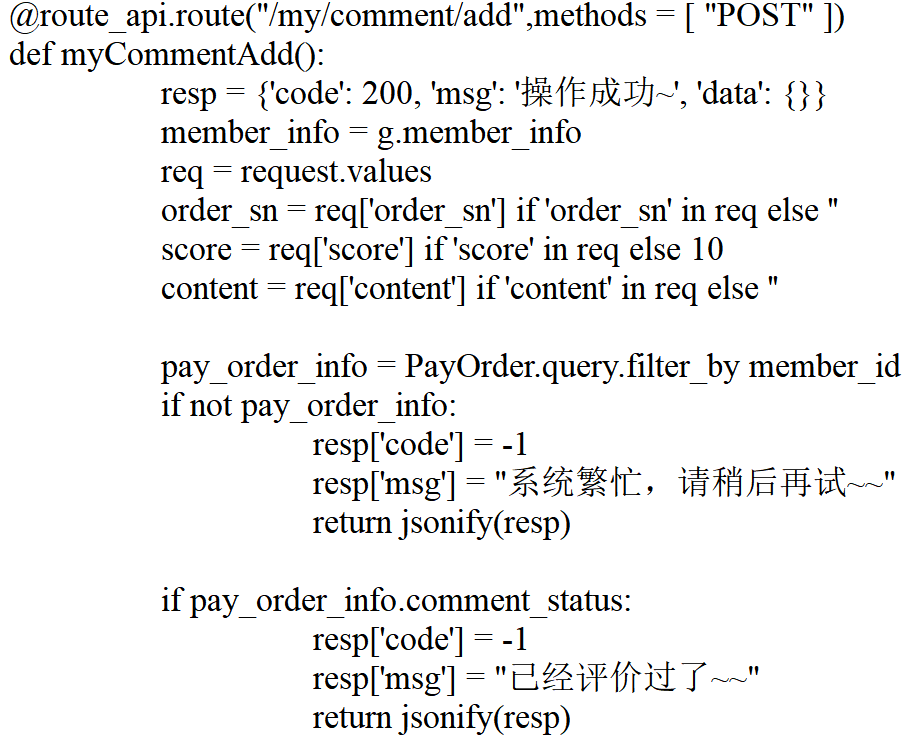 @route_api.route("/my/comment/add",methods = [ "POST" ])
def myCommentAdd():
resp = {'code': 200, 'msg': '操作成功~', 'data': {}}
member_info = g.member_info
req = request.values
order_sn = req['order_sn'] if 'order_sn' in req else ''
score = req['score'] if 'score' in req else 10
content = req['content'] if 'content' in req else ''
pay_order_info = PayOrder.query.filter_by member_id
if not pay_order_info:
resp['code'] = -1
resp['msg'] = "系统繁忙，请稍后再试~~"
return jsonify(resp)
if pay_order_info.comment_status:
resp['code'] = -1
resp['msg'] = "已经评价过了~~"
return jsonify(resp)